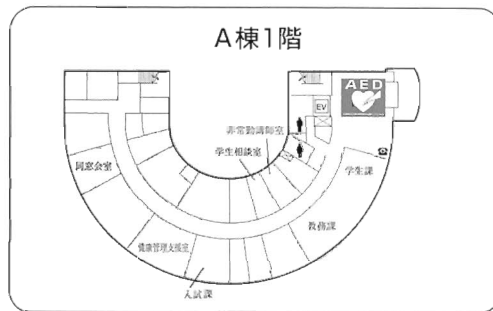 A棟1階
AED
EV
非常勤講師室
学生相談室
同窓会室
学生課
教務課
健康管理支援室
入試課